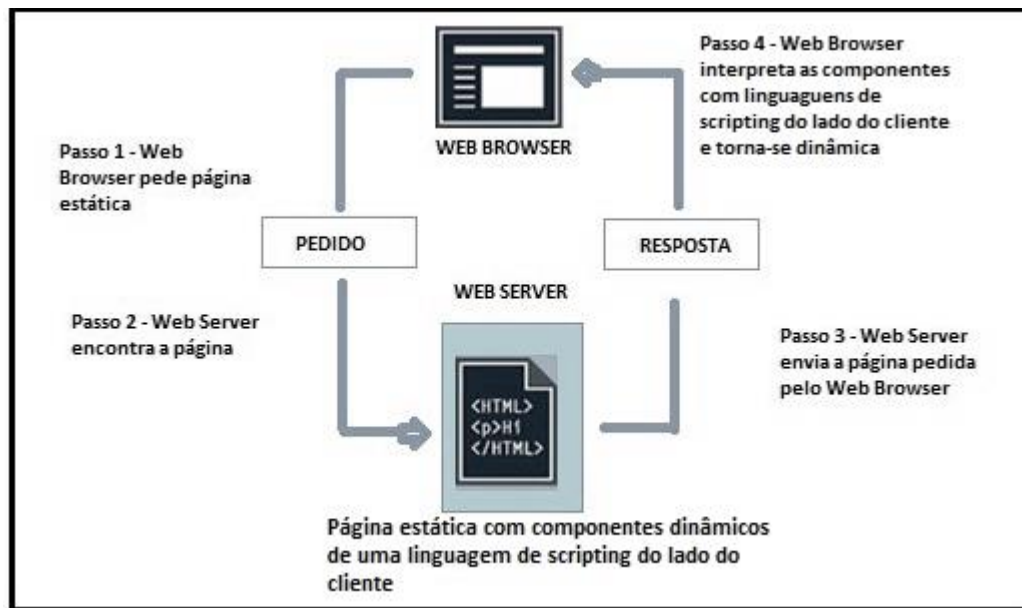 WEB BROWSER
Passo 1 - Web
Browser pede página
estática
PEDIDO
Passo 2 - Web Server
encontra a página
WEB SERVER
<HTML>
<p>Hi
</HTML>
Página estática com componentes dinâmicos
de uma linguagem de scripting do lado do
cliente
Passo 3 - Web Server
envia a página pedida
pelo Web Browser
RESPOSTA
Passo 4 - Web Browser
interpreta as componentes
com linguaguens de
scripting do lado do cliente
e torna-se dinâmica